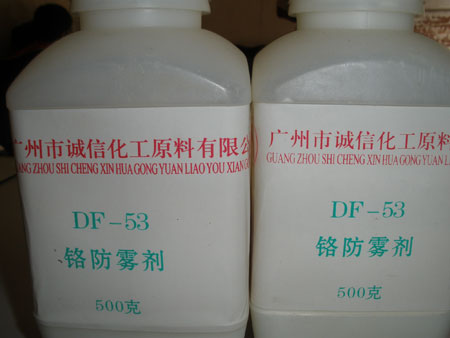 广州市诚信化工原料有限公
GUANG ZHOU SHI CHENG XIN HUA GONG YUAN LIAO YOU XIAN
DF-53
铬防雾剂
500克
广州市诚信化工原料
GUANG ZHOU SHI CHENG XIN HUA GONG YUAN
DF-53
铬防雾剂
500克